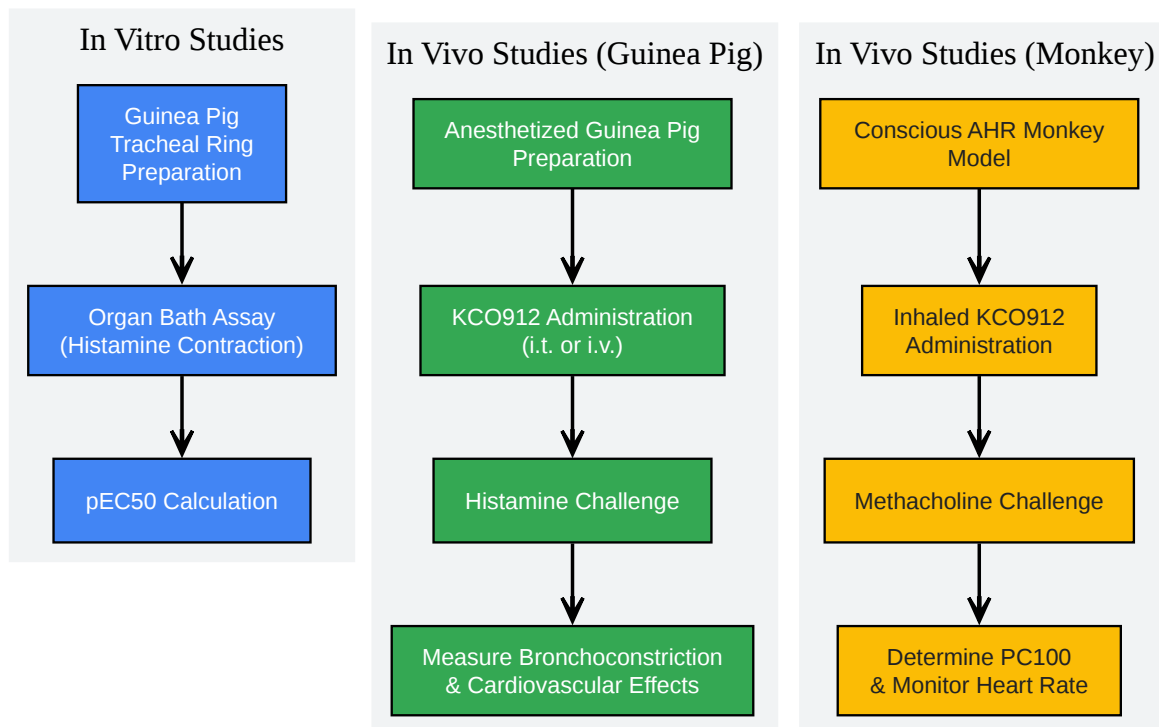 In Vitro Studies
Guinea Pig
Tracheal Ring
Preparation
Organ Bath Assay
(Histamine Contraction)
pEC50 Calculation
In Vivo Studies (Guinea Pig)
Anesthetized Guinea Pig
Preparation
KCO912 Administration
(i.t. or i.v.)
Histamine Challenge
Measure Bronchoconstriction
& Cardiovascular Effects
In Vivo Studies (Monkey)
Conscious AHR Monkey
Model
Inhaled KCO912
Administration
Methacholine Challenge
Determine PC100
& Monitor Heart Rate